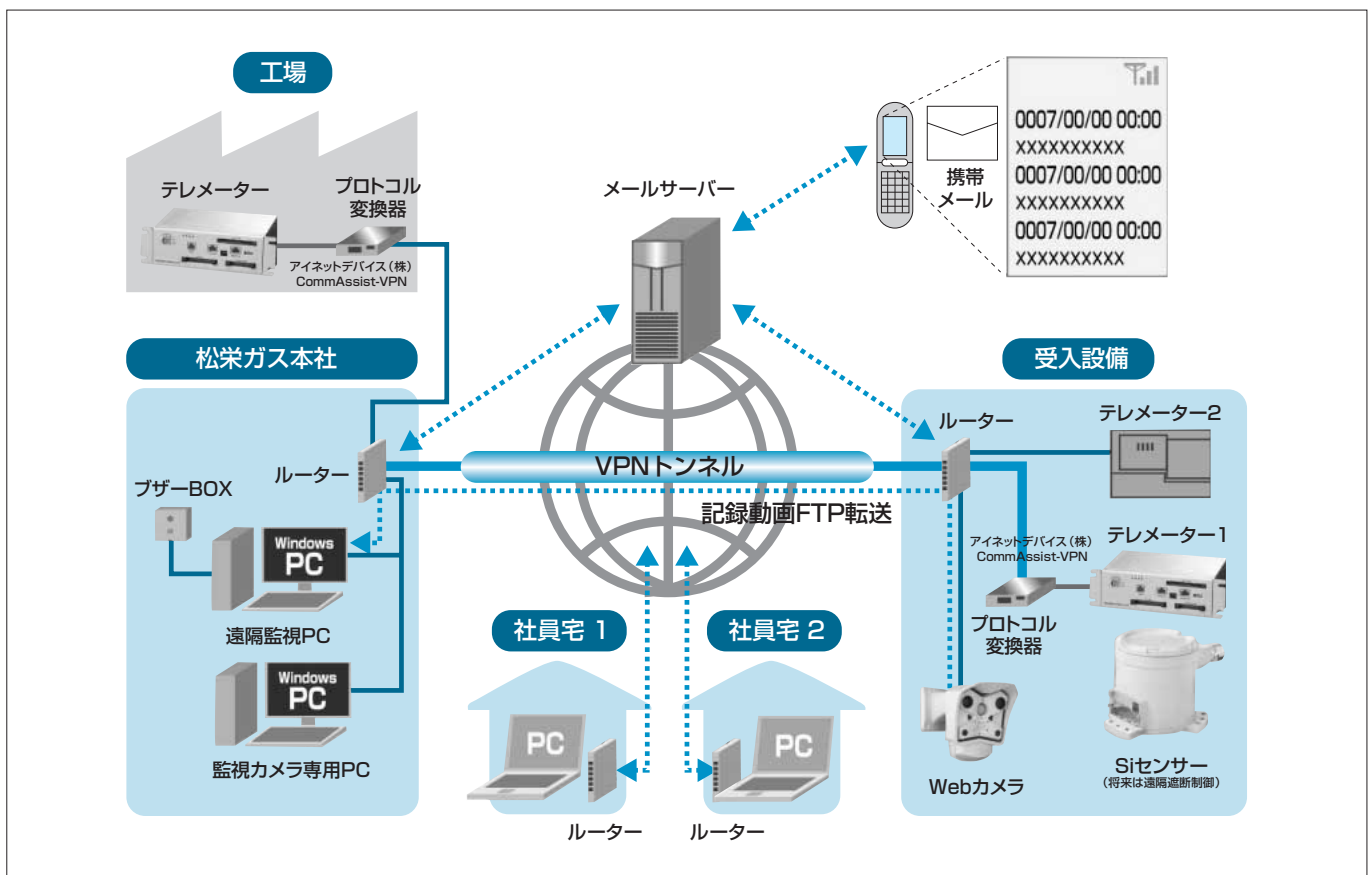 工場
テレメーター
プロトコル
変換器
アイネットデバイス(株)
CommAssist-VPN
メールサーバー
携帯
メール
0007/00/00 00:00
xxxxxxxxxx
0007/00/00 00:00
xxxxxxxxxx
0007/00/00 00:00
xxxxxxxxxx
松栄ガス本社
ルーター
ブザーBOX
Windows
PC
遠隔監視PC
Windows
PC
監視カメラ専用PC
VPNトンネル
記録動画FTP転送
社員宅 1
PC
ルーター
社員宅 2
PC
ルーター
受入設備
ルーター
テレメーター2
アイネットデバイス(株)
CommAssist-VPN
テレメーター1
プロトコル
変換器
Webカメラ
Siセンサー
(将来は遠隔遮断制御)